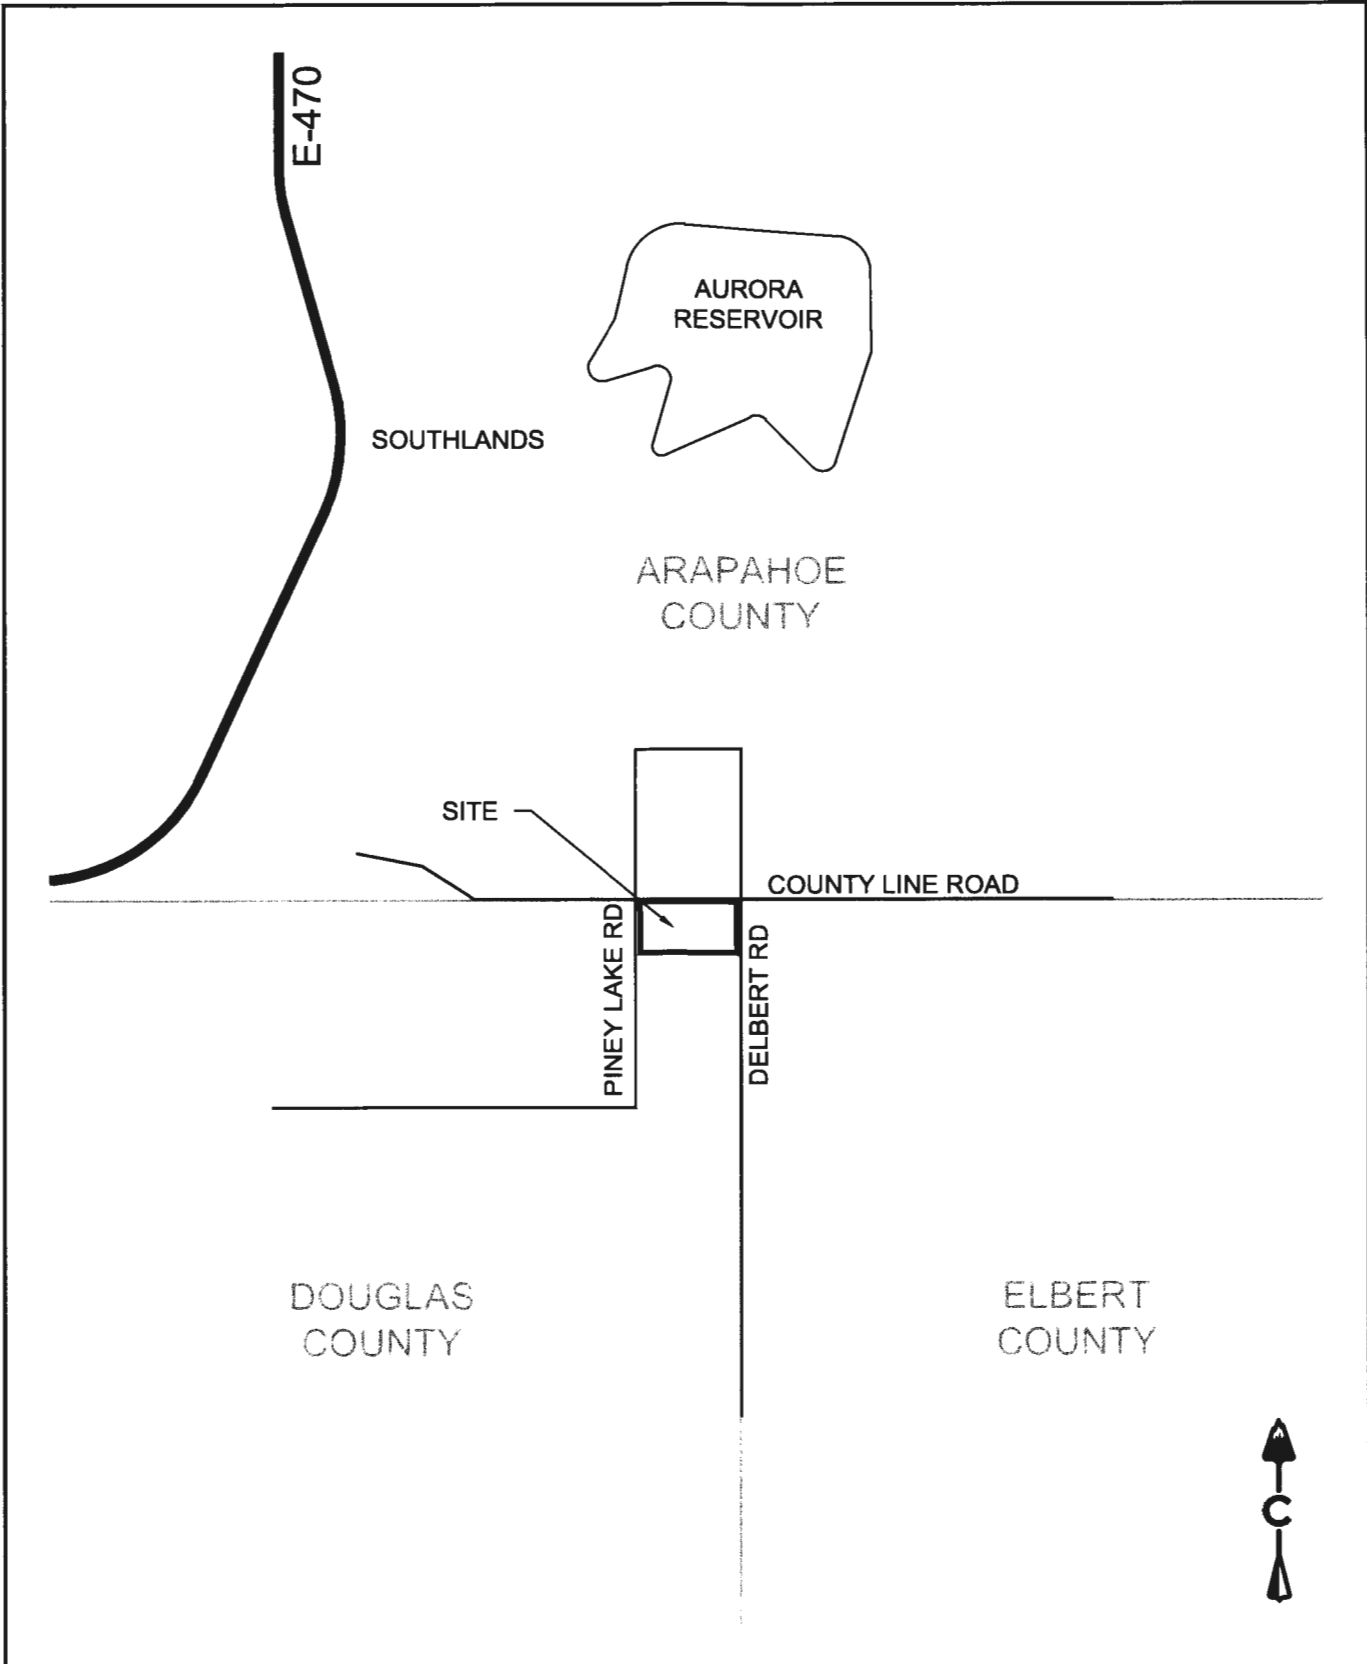 E-470
AURORA
RESERVOIR
SOUTHLANDS
ARAPAHOE
COUNTY
SITE
COUNTY LINE ROAD
PINEY LAKE RD
DELBERT RD
DOUGLAS
COUNTY
ELBERT
COUNTY
C